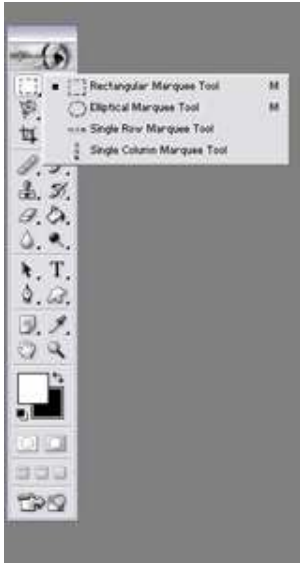 Rectangular Marquee Tool M
Elliptical Marquee Tool M
Single Row Marquee Tool
Single Column Marquee Tool
T